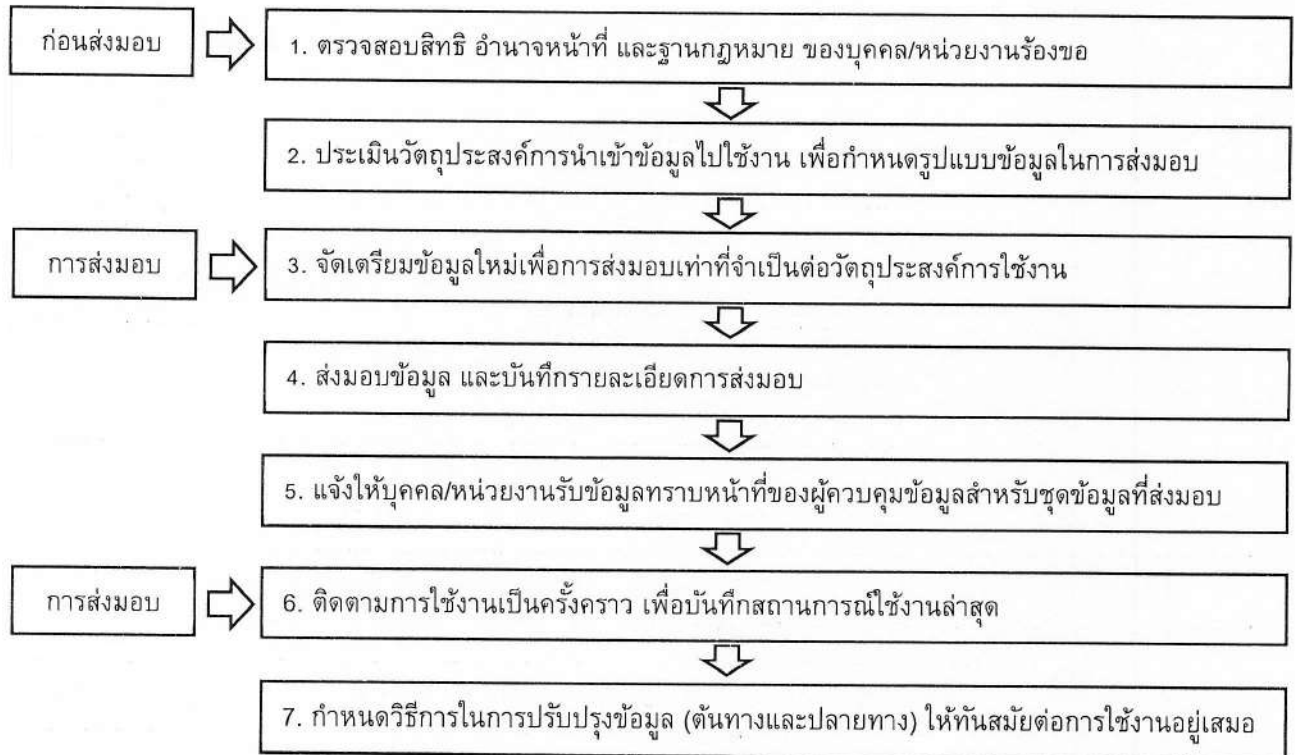 ก่อนส่งมอบ
1. ตรวจสอบสิทธิ อำนาจหน้าที่ และฐานกฎหมาย ของบุคคล/หน่วยงานร้องขอ
2. ประเมินวัตถุประสงค์การนำเข้าข้อมูลไปใช้งาน เพื่อกำหนดรูปแบบข้อมูลในการส่งมอบ
การส่งมอบ
3. จัดเตรียมข้อมูลใหม่เพื่อการส่งมอบเท่าที่จำเป็นต่อวัตถุประสงค์การใช้งาน
4. ส่งมอบข้อมูล และบันทึกรายละเอียดการส่งมอบ
5. แจ้งให้บุคคล/หน่วยงานรับข้อมูลทราบหน้าที่ของผู้ควบคุมข้อมูลสำหรับชุดข้อมูลที่ส่งมอบ
การส่งมอบ
6. ติดตามการใช้งานเป็นครั้งคราว เพื่อบันทึกสถานการณ์ใช้งานล่าสุด
7. กำหนดวิธีการในการปรับปรุงข้อมูล (ต้นทางและปลายทาง) ให้ทันสมัยต่อการใช้งานอยู่เสมอ